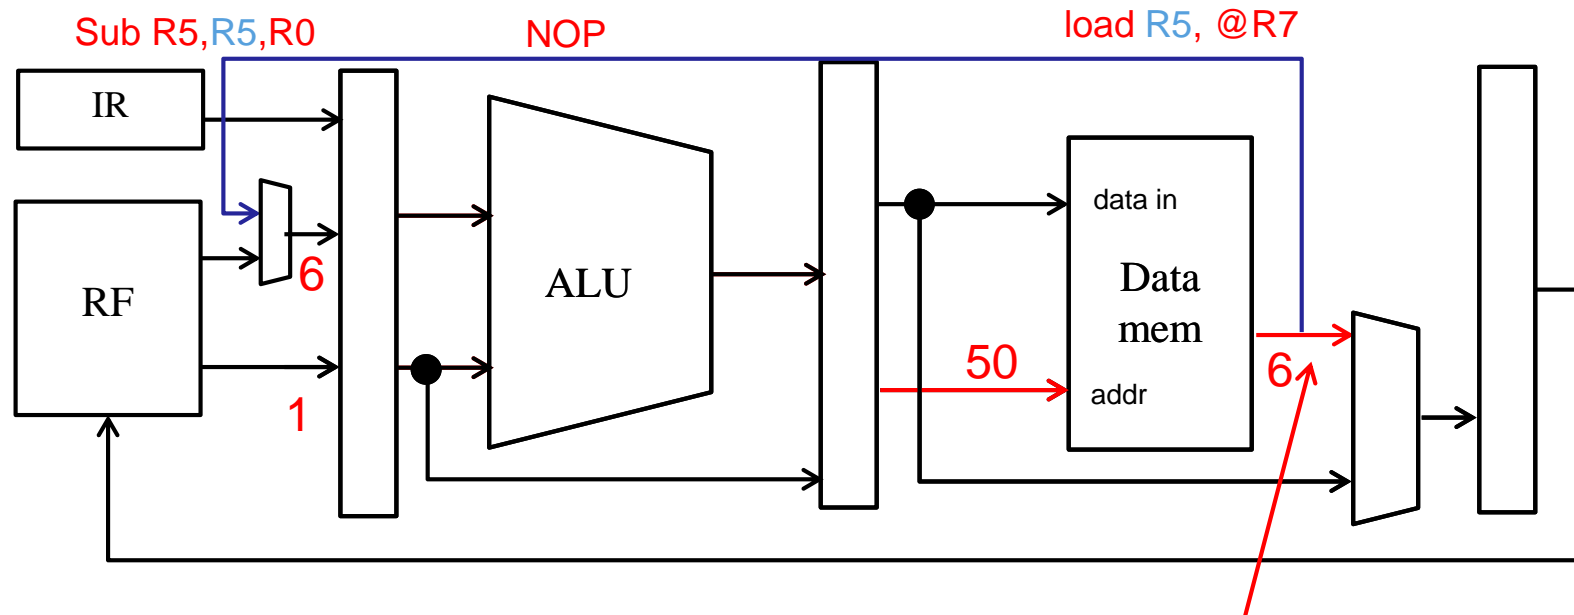 Sub R5,R5,R0
NOP
load R5, @R7
IR
data in
RF
6
ALU
Data
mem
50
6
addr
1